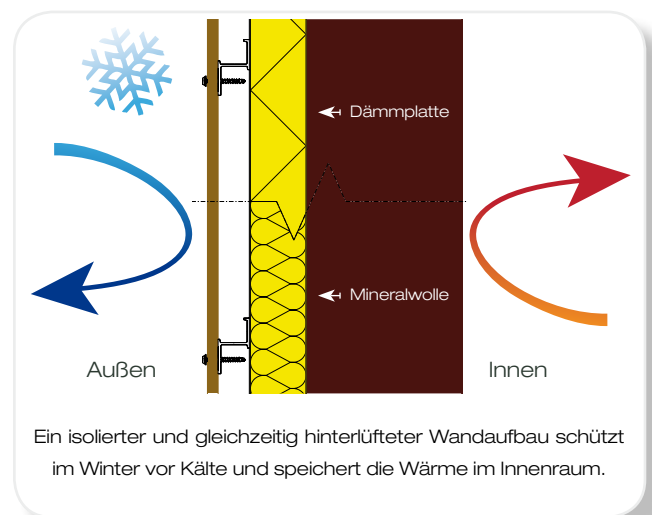 Dämmplatte
Mineralwolle
Außen
Innen
Ein isolierter und gleichzeitig hinterlüfteter Wandaufbau schützt
im Winter vor Kälte und speichert die Wärme im Innenraum.